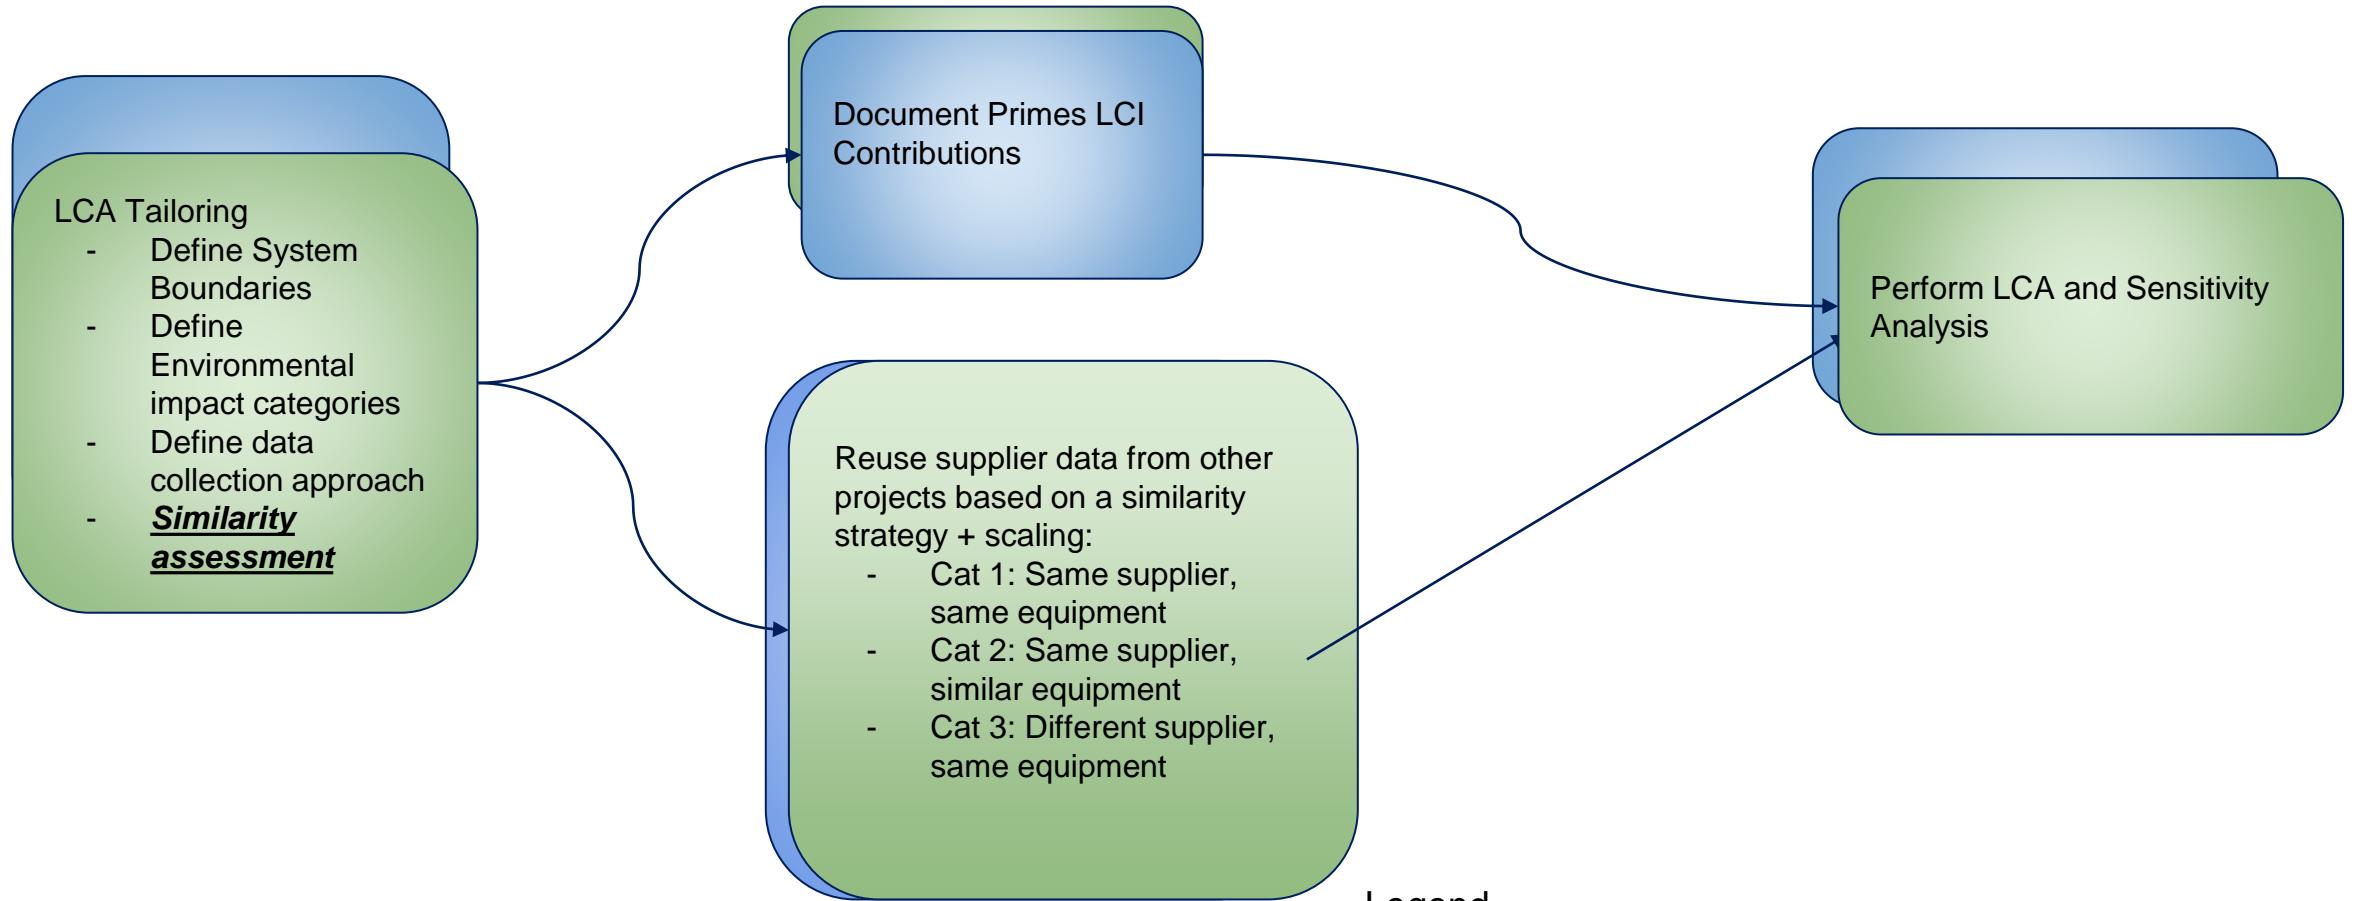 LCA Tailoring
- Define System
Boundaries
- Define
Environmental
impact categories
- Define data
collection approach
- Similarity
assessment
Document Primes LCI
Contributions
Reuse supplier data from other
projects based on a similarity
strategy + scaling:
- Cat 1: Same supplier,
same equipment
- Cat 2: Same supplier,
similar equipment
- Cat 3: Different supplier,
same equipment
Perform LCA and Sensitivity
Analysis
Legend